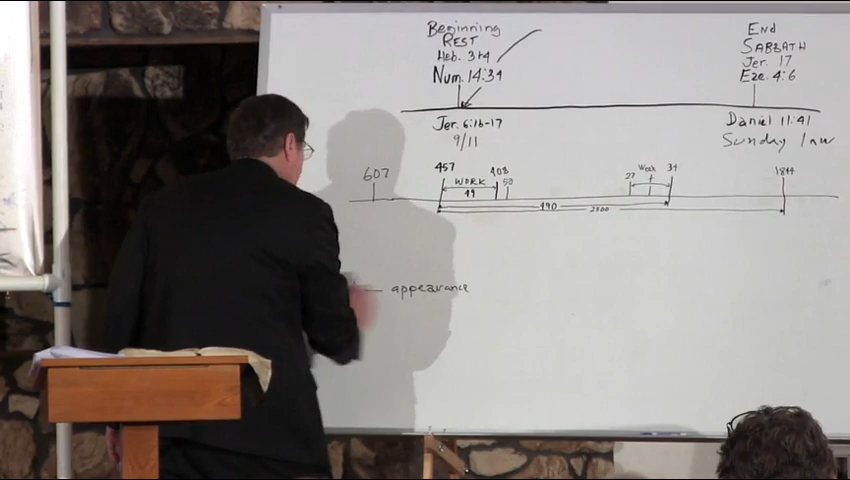 Beginning
REST
Heb. 3+4
Num. 14:34
End
SABBATH
Jer. 17
Eze. 4:6
Jer. 6:16-17
9/11
Daniel 11:41
Sunday law
607
457
WORK
49
408
50
27
Week
34
1844
490
2300
appearance